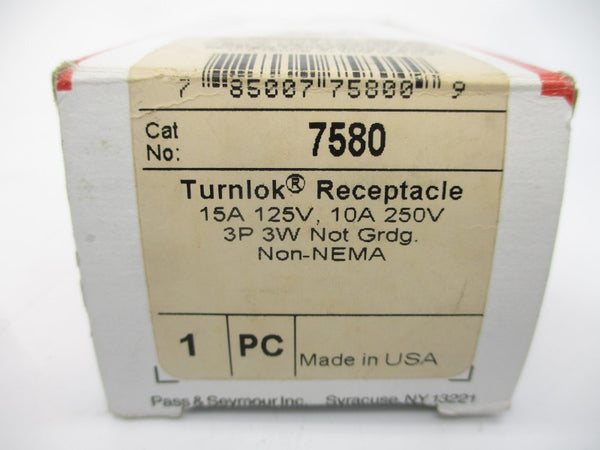 7 85007 75800 9
Cat No: 7580
Turnlok® Receptacle
15A 125V, 10A 250V
3P 3W Not Grdg.
Non-NEMA
1 PC Made in USA
Pass & Seymour Inc. Syracuse, NY 13221